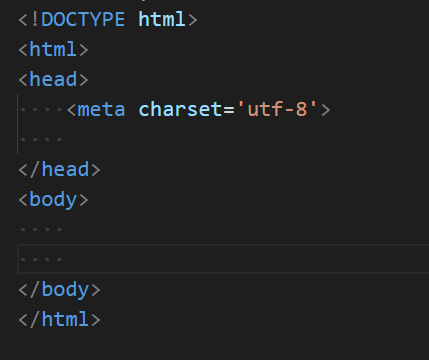 <!DOCTYPE html>
<html>
<head>
    <meta charset='utf-8'>
</head>
<body>
</body>
</html>